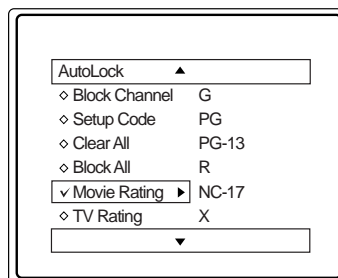 AutoLock
Block Channel G
Setup Code PG
Clear All PG-13
Block All R
Movie Rating NC-17
TV Rating X